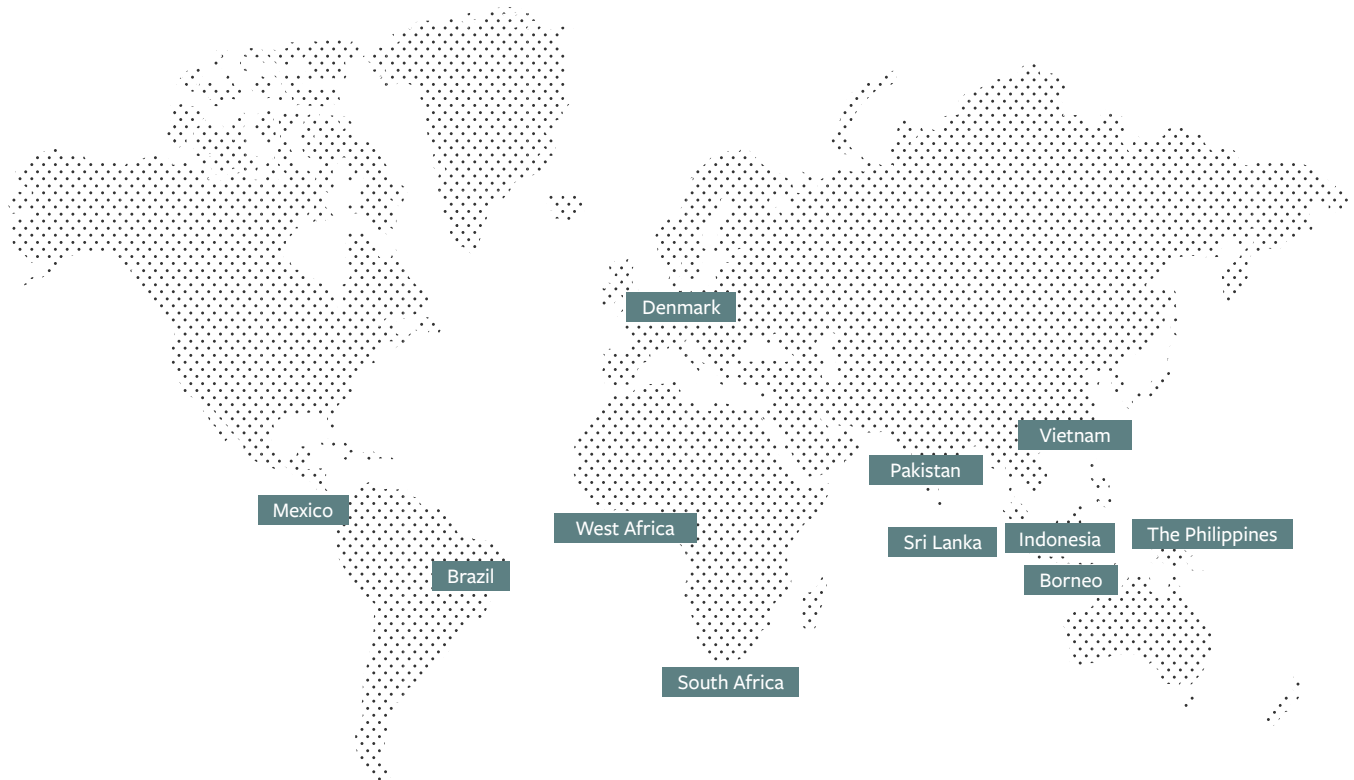 Denmark
Vietnam
Pakistan
Mexico
West Africa
Sri Lanka
Indonesia
The Philippines
Brazil
Borneo
South Africa